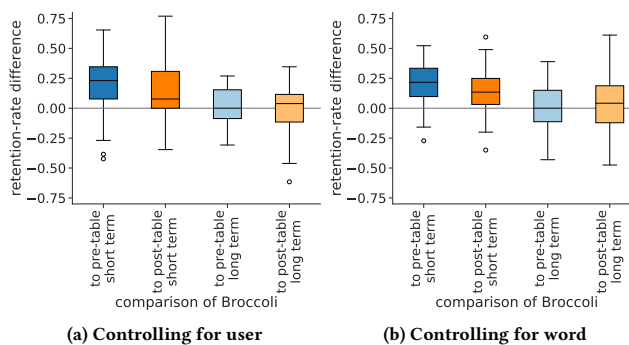 retention-rate difference
0.75
0.50
0.25
0.00
−0.25
−0.50
−0.75
to pre-table
short term
to post-table
short term
to pre-table
long term
to post-table
long term
comparison of Broccoli
(a) Controlling for user
retention-rate difference
0.75
0.50
0.25
0.00
−0.25
−0.50
−0.75
to pre-table
short term
to post-table
short term
to pre-table
long term
to post-table
long term
comparison of Broccoli
(b) Controlling for word